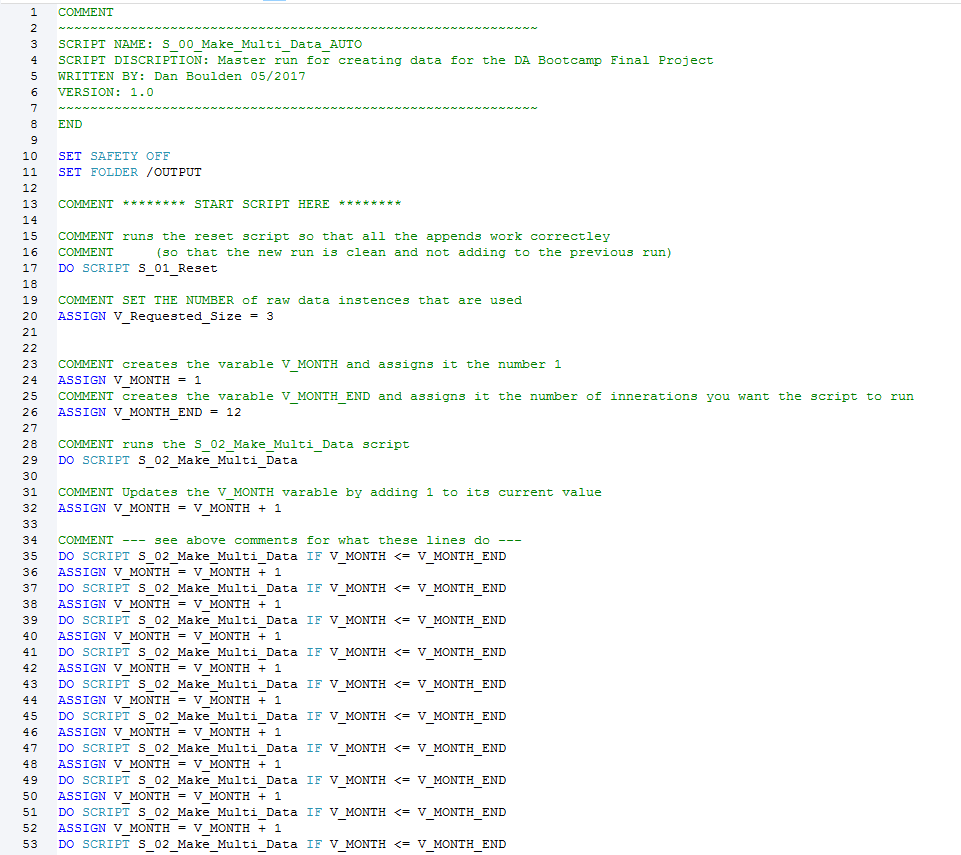 1 COMMENT
2 ~~~~~~~~~~~~~~~~~~~~~~~~~~~~~~~~~~~~~~~~~~~~~~~~~~~~~~~~~~~~
3 SCRIPT NAME: S_00_Make_Multi_Data_AUTO
4 SCRIPT DISCRIPTION: Master run for creating data for the DA Bootcamp Final Project
5 WRITTEN BY: Dan Boulden 05/2017
6 VERSION: 1.0
7 ~~~~~~~~~~~~~~~~~~~~~~~~~~~~~~~~~~~~~~~~~~~~~~~~~~~~~~~~~~~~
8 END
9
10 SET SAFETY OFF
11 SET FOLDER /OUTPUT
12
13 COMMENT ******** START SCRIPT HERE ********
14
15 COMMENT runs the reset script so that all the appends work correctley
16 COMMENT     (so that the new run is clean and not adding to the previous run)
17 DO SCRIPT S_01_Reset
18
19 COMMENT SET THE NUMBER of raw data instences that are used
20 ASSIGN V_Requested_Size = 3
21
22
23 COMMENT creates the varable V_MONTH and assigns it the number 1
24 ASSIGN V_MONTH = 1
25 COMMENT creates the varable V_MONTH_END and assigns it the number of innerations you want the script to run
26 ASSIGN V_MONTH_END = 12
27
28 COMMENT runs the S_02_Make_Multi_Data script
29 DO SCRIPT S_02_Make_Multi_Data
30
31 COMMENT Updates the V_MONTH varable by adding 1 to its current value
32 ASSIGN V_MONTH = V_MONTH + 1
33
34 COMMENT --- see above comments for what these lines do ---
35 DO SCRIPT S_02_Make_Multi_Data IF V_MONTH <= V_MONTH_END
36 ASSIGN V_MONTH = V_MONTH + 1
37 DO SCRIPT S_02_Make_Multi_Data IF V_MONTH <= V_MONTH_END
38 ASSIGN V_MONTH = V_MONTH + 1
39 DO SCRIPT S_02_Make_Multi_Data IF V_MONTH <= V_MONTH_END
40 ASSIGN V_MONTH = V_MONTH + 1
41 DO SCRIPT S_02_Make_Multi_Data IF V_MONTH <= V_MONTH_END
42 ASSIGN V_MONTH = V_MONTH + 1
43 DO SCRIPT S_02_Make_Multi_Data IF V_MONTH <= V_MONTH_END
44 ASSIGN V_MONTH = V_MONTH + 1
45 DO SCRIPT S_02_Make_Multi_Data IF V_MONTH <= V_MONTH_END
46 ASSIGN V_MONTH = V_MONTH + 1
47 DO SCRIPT S_02_Make_Multi_Data IF V_MONTH <= V_MONTH_END
48 ASSIGN V_MONTH = V_MONTH + 1
49 DO SCRIPT S_02_Make_Multi_Data IF V_MONTH <= V_MONTH_END
50 ASSIGN V_MONTH = V_MONTH + 1
51 DO SCRIPT S_02_Make_Multi_Data IF V_MONTH <= V_MONTH_END
52 ASSIGN V_MONTH = V_MONTH + 1
53 DO SCRIPT S_02_Make_Multi_Data IF V_MONTH <= V_MONTH_END